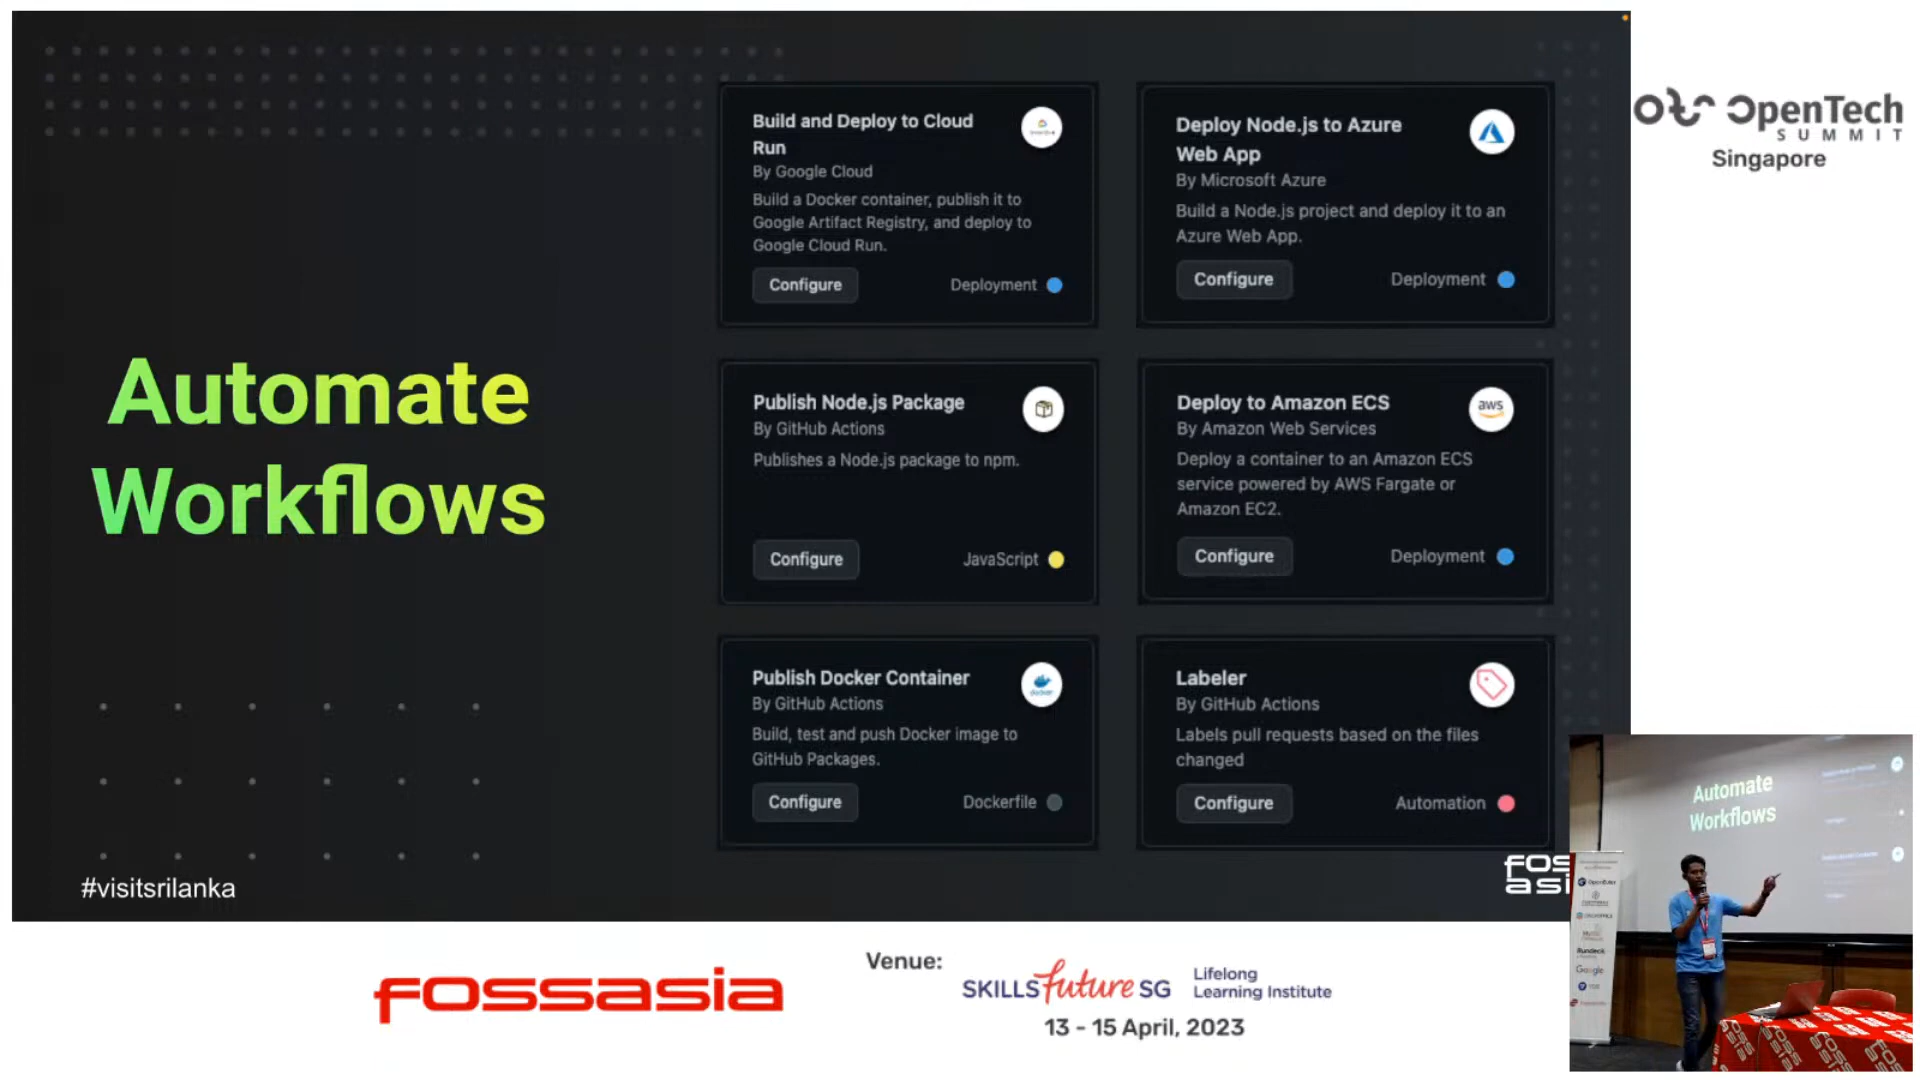 Automate
Workflows
#visitsrilanka
Build and Deploy to Cloud
Run
By Google Cloud
Build a Docker container, publish it to
Google Artifact Registry, and deploy to
Google Cloud Run.
Configure
Deployment
Deploy Node.js to Azure
Web App
By Microsoft Azure
Build a Node.js project and deploy it to an
Azure Web App.
Configure
Deployment
Publish Node.js Package
By GitHub Actions
Publishes a Node.js package to npm.
Configure
JavaScript
aws
Deploy to Amazon ECS
By Amazon Web Services
Deploy a container to an Amazon ECS
service powered by AWS Fargate or
Amazon EC2.
Configure
Deployment
docker
Publish Docker Container
By GitHub Actions
Build, test and push Docker image to
GitHub Packages.
Configure
Dockerfile
Labeler
By GitHub Actions
Labels pull requests based on the files
changed
Configure
Automation
fos
asi
OpenTech
SUMMIT
Singapore
Automate
Workflows
Rundeck
Google
FOSS
ASIA
fossasia
Venue:
SKILLS future SG
Lifelong
Learning Institute
13 - 15 April, 2023